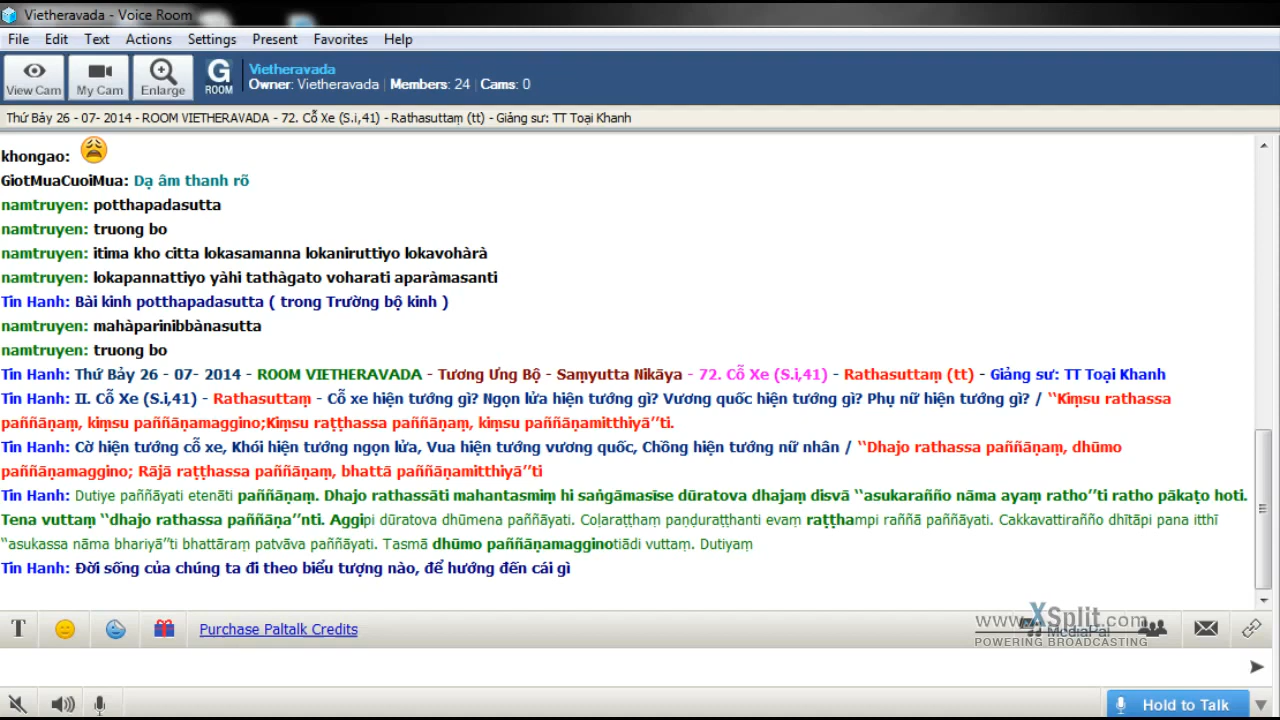 Vietheravada - Voice Room
File Edit Text Actions Settings Present Favorites Help
View Cam My Cam Enlarge G ROOM
Vietheravada
Owner: Vietheravada | Members: 24 | Cams: 0
Thứ Bảy 26 - 07- 2014 - ROOM VIETHERAVADA - 72. Cỗ Xe (S.i,41) - Rathasuttaṃ (tt) - Giảng sư: TT Toại Khanh
khongao:
GiotMuaCuoiMua: Dạ âm thanh rõ
namtruyen: potthapadasutta
namtruyen: truong bo
namtruyen: itima kho citta lokasamanna lokaniruttiyo lokavohàrà
namtruyen: lokapannattiyo yàhi tathàgato voharati aparàmasanti
Tin Hanh: Bài kinh potthapadasutta ( trong Trường bộ kinh )
namtruyen: mahàparinibbànasutta
namtruyen: truong bo
Tin Hanh: Thứ Bảy 26 - 07- 2014 - ROOM VIETHERAVADA - Tương Ưng Bộ - Saṃyutta Nikāya - 72. Cỗ Xe (S.i,41) - Rathasuttaṃ (tt) - Giảng sư: TT Toại Khanh
Tin Hanh: II. Cỗ Xe (S.i,41) - Rathasuttaṃ - Cỗ xe hiện tướng gì? Ngọn lửa hiện tướng gì? Vương quốc hiện tướng gì? Phụ nữ hiện tướng gì? / ‘‘Kiṃsu rathassa
paññāṇaṃ, kiṃsu paññāṇamaggino;Kiṃsu raṭṭhassa paññāṇaṃ, kiṃsu paññāṇamitthiyā’’ti.
Tin Hanh: Cờ hiện tướng cỗ xe, Khói hiện tướng ngọn lửa, Vua hiện tướng vương quốc, Chồng hiện tướng nữ nhân / ‘‘Dhajo rathassa paññāṇaṃ, dhūmo
paññāṇamaggino; Rājā raṭṭhassa paññāṇaṃ, bhattā paññāṇamitthiyā’’ti
Tin Hanh: Dutiye paññāyati etenāti paññāṇaṃ. Dhajo rathassāti mahantasmiṃ hi saṅgāmasīse dūratova dhajaṃ disvā ‘‘asukarañño nāma ayaṃ ratho’’ti ratho pākaṭo hoti.
Tena vuttaṃ ‘‘dhajo rathassa paññāṇa’’nti. Aggipi dūratova dhūmena paññāyati. Coḷaraṭṭhaṃ paṇḍuraṭṭhanti evaṃ raṭṭhampi raññā paññāyati. Cakkavattirañño dhītāpi pana itthī
‘‘asukassa nāma bhariyā’’ti bhattāraṃ patvāva paññāyati. Tasmā dhūmo paññāṇamagginotiādi vuttaṃ. Dutiyaṃ
Tin Hanh: Đời sống của chúng ta đi theo biểu tượng nào, để hướng đến cái gì
T Purchase Paltalk Credits
www.XSplit.com
MediaPal
POWERING BROADCASTING
Hold to Talk